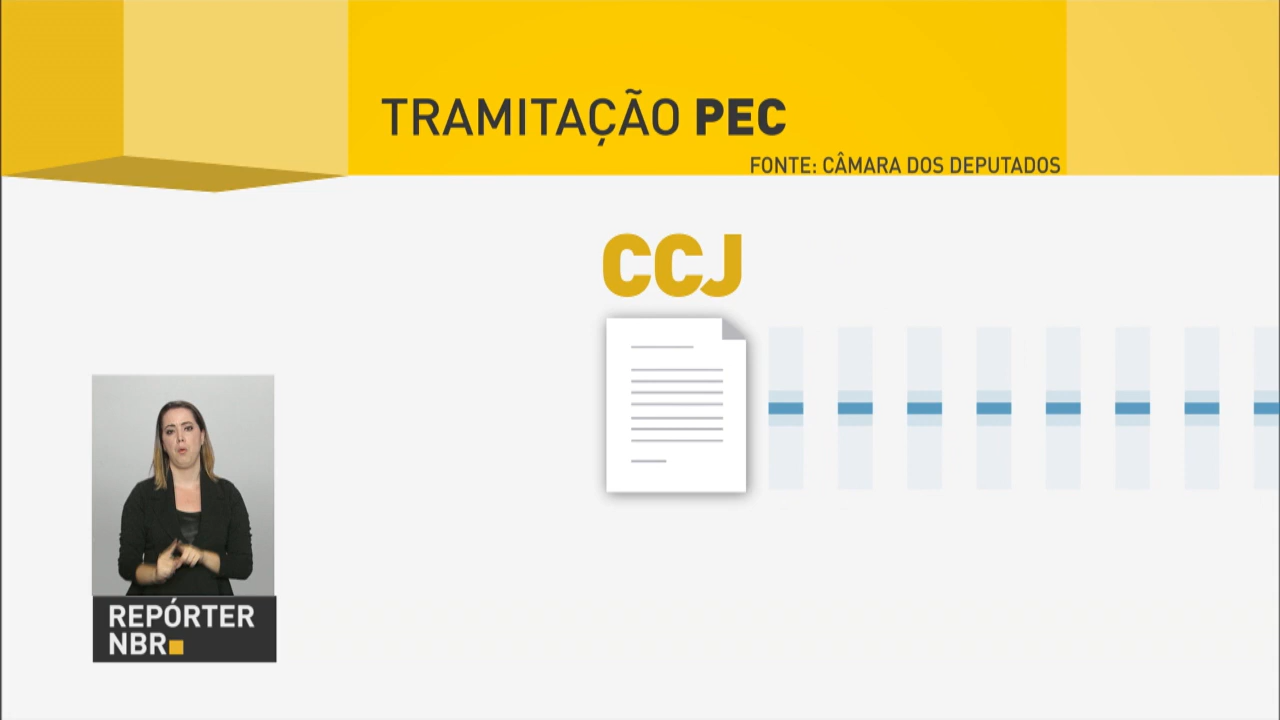 TRAMITAÇÃO PEC
FONTE: CÂMARA DOS DEPUTADOS
CCJ
REPÓRTER
NBR